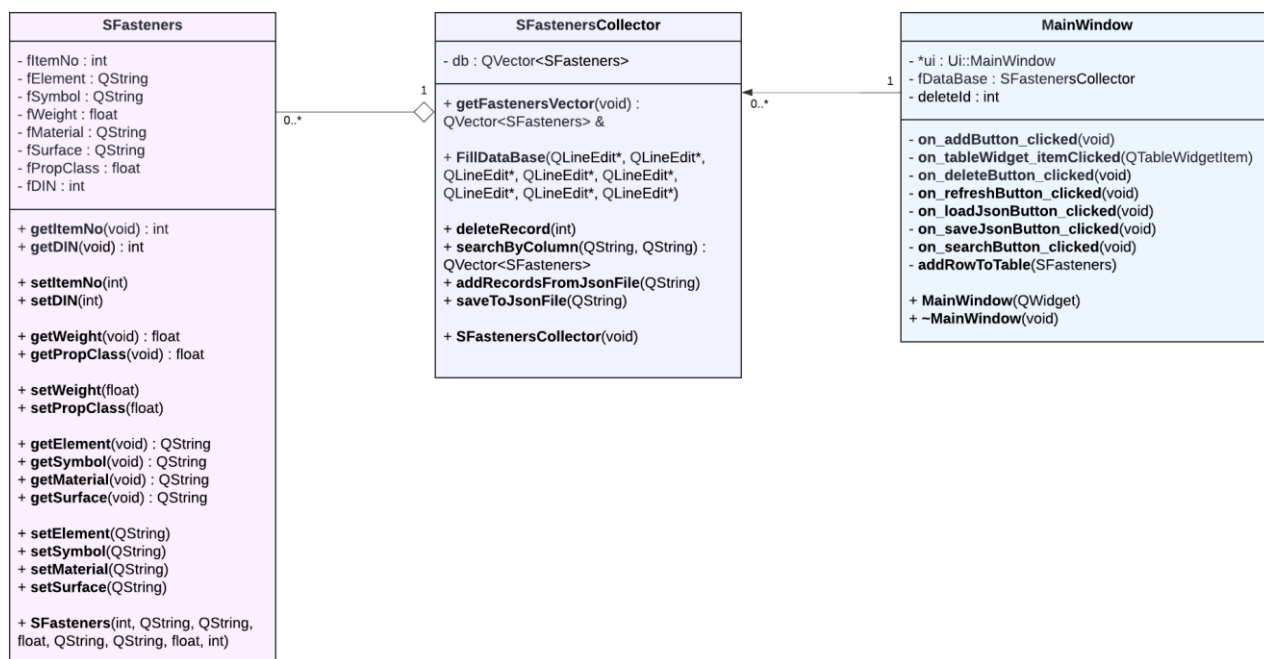 SFasteners
- fItemNo : int
- fElement : QString
- fSymbol : QString
- fWeight : float
- fMaterial : QString
- fSurface : QString
- fPropClass : float
- fDIN : int
+ getItemNo(void) : int
+ getDIN(void) : int
+ setItemNo(int)
+ setDIN(int)
+ getWeight(void) : float
+ getPropClass(void) : float
+ setWeight(float)
+ setPropClass(float)
+ getElement(void) : QString
+ getSymbol(void) : QString
+ getMaterial(void) : QString
+ getSurface(void) : QString
+ setElement(QString)
+ setSymbol(QString)
+ setMaterial(QString)
+ setSurface(QString)
+ SFasteners(int, QString, QString,
float, QString, QString, float, int)
0..*
1
SFastenersCollector
- db : QVector<SFasteners>
+ getFastenersVector(void) :
QVector<SFasteners> &
+ FillDataBase(QLineEdit*, QLineEdit*,
QLineEdit*, QLineEdit*, QLineEdit*,
QLineEdit*, QLineEdit*, QLineEdit*)
+ deleteRecord(int)
+ searchByColumn(QString, QString) :
QVector<SFasteners>
+ addRecordsFromJsonFile(QString)
+ saveToJsonFile(QString)
+ SFastenersCollector(void)
0..*
1
MainWindow
- *ui : Ui::MainWindow
- fDataBase : SFastenersCollector
- deleteId : int
- on_addButton_clicked(void)
- on_tableWidget_itemClicked(QTableWidgetItem)
- on_deleteButton_clicked(void)
- on_refreshButton_clicked(void)
- on_loadJsonButton_clicked(void)
- on_saveJsonButton_clicked(void)
- on_searchButton_clicked(void)
- addRowToTable(SFasteners)
+ MainWindow(QWidget)
+ ~MainWindow(void)